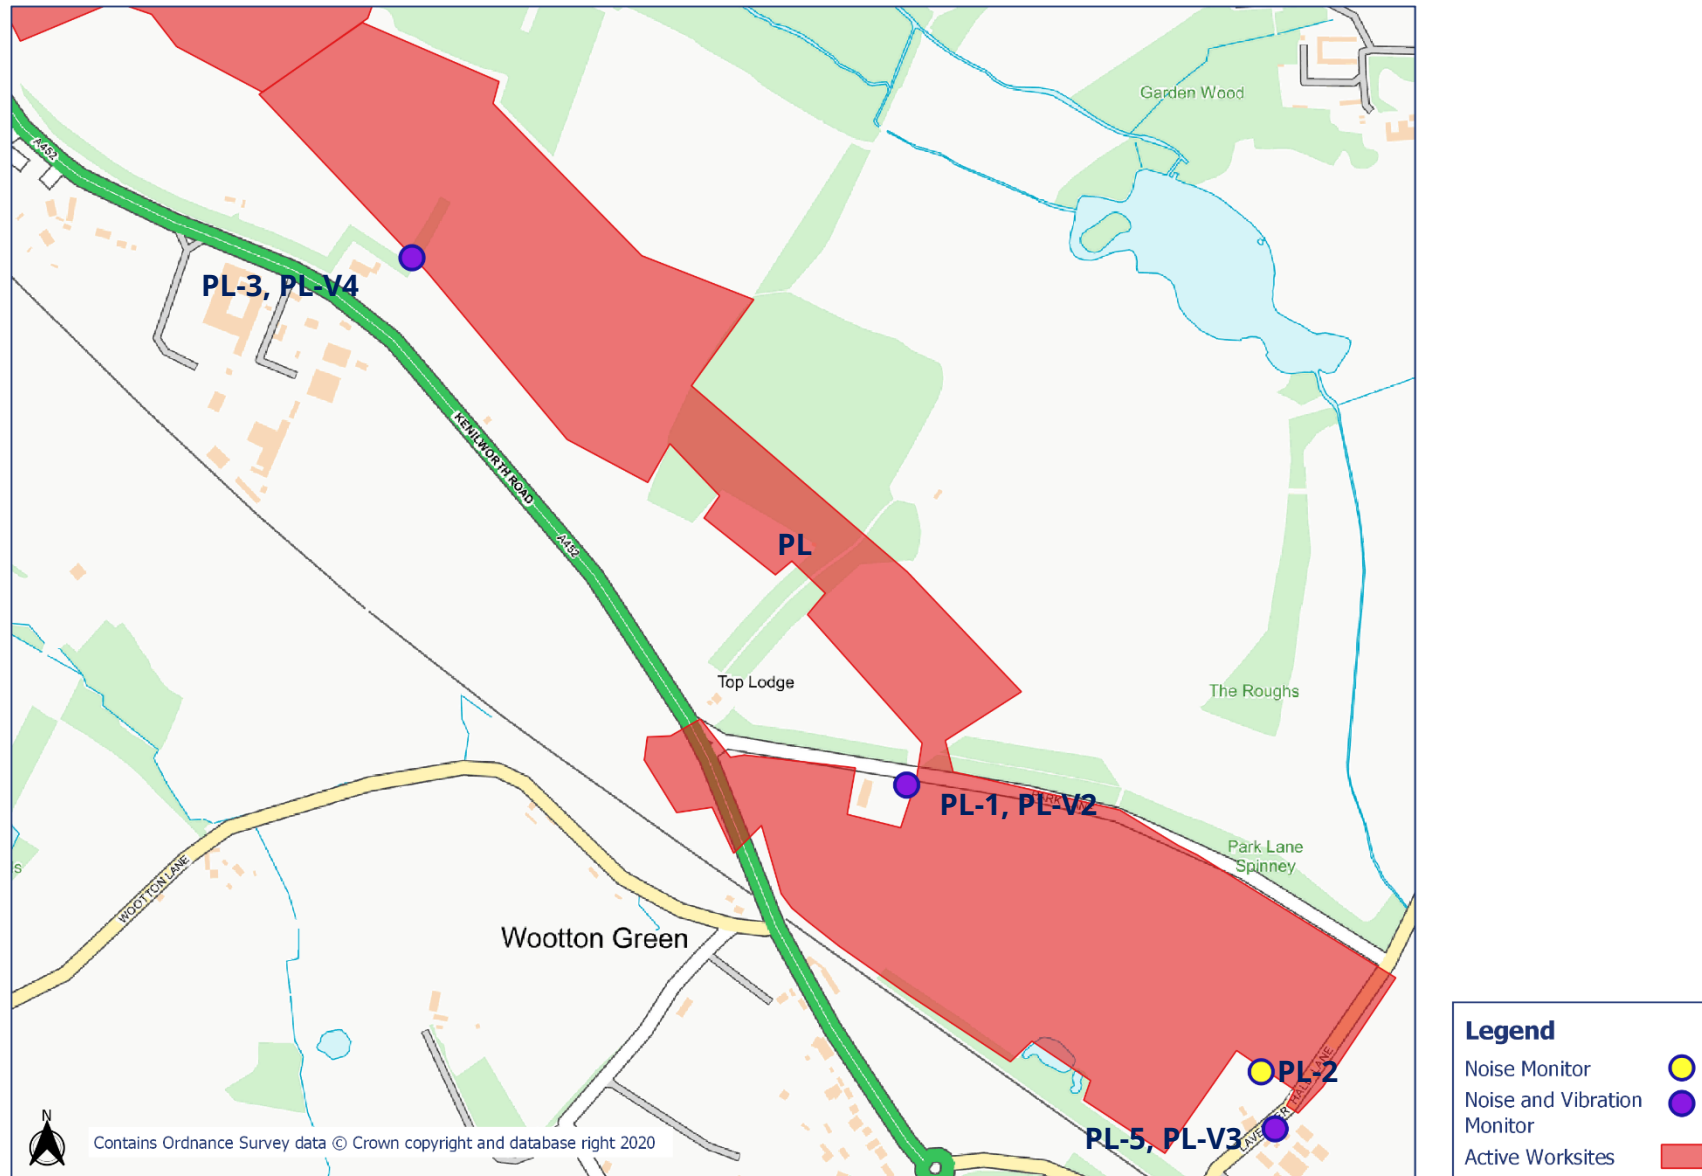 Garden Wood
A452
PL-3, PL-V4
KENILWORTH ROAD
A452
PL
Top Lodge
The Roughs
PL-1, PL-V2
Park Lane
Spinney
WOOTTON LANE
s
Wootton Green
PL-2
PL-5, PL-V3
N
Contains Ordnance Survey data © Crown copyright and database right 2020
Legend
Noise Monitor
Noise and Vibration
Monitor
Active Worksites